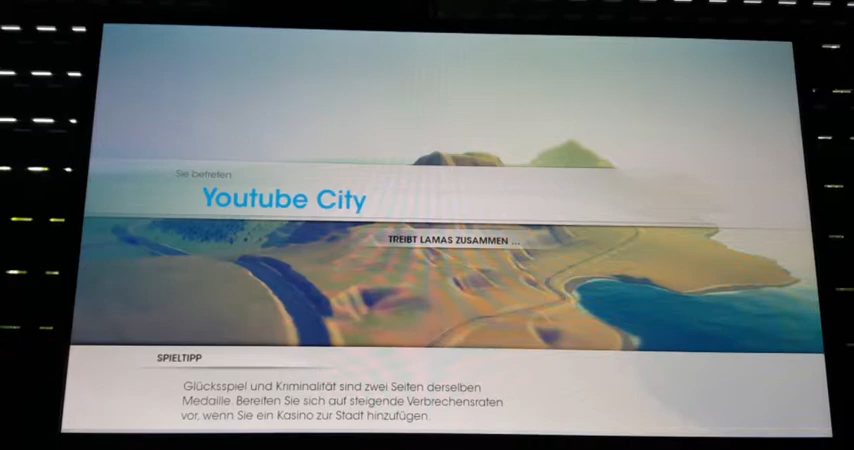 Sie betreten
Youtube City
TREIBT LAMAS ZUSAMMEN ...
SPIELTIPP
Glücksspiel und Kriminalität sind zwei Seiten derselben
Medaille. Bereiten Sie sich auf steigende Verbrechensraten
vor, wenn Sie ein Kasino zur Stadt hinzufügen.